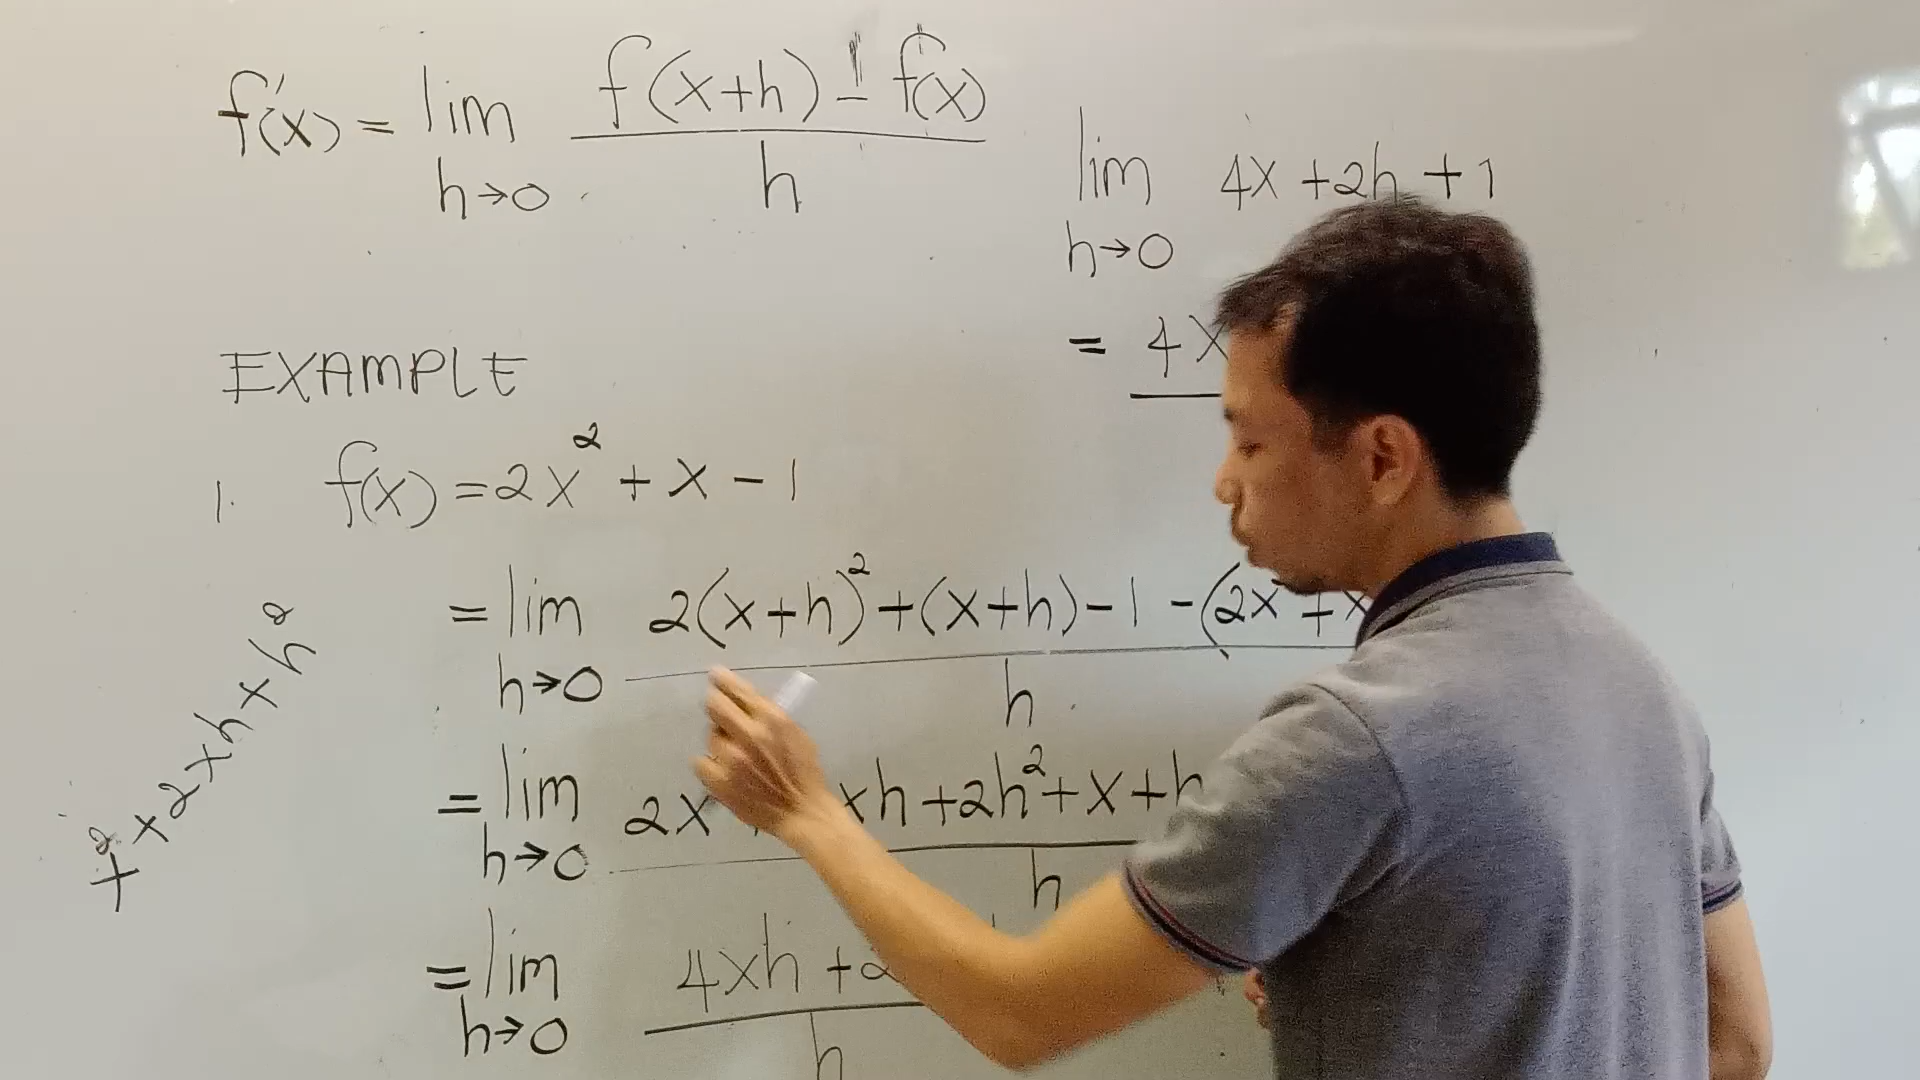 f'(x) = lim f(x+h) - f(x)
h→0 h
lim 4x + 2h + 1
h→0
= 4x
EXAMPLE
1. f(x) = 2x² + x - 1
= lim 2(x+h)² + (x+h) - 1 - (2x² + x
h→0 h
= lim 2x xh + 2h² + x + h
h→0 h
= lim 4xh + 2
h→0 h
x² + 2xh + h²